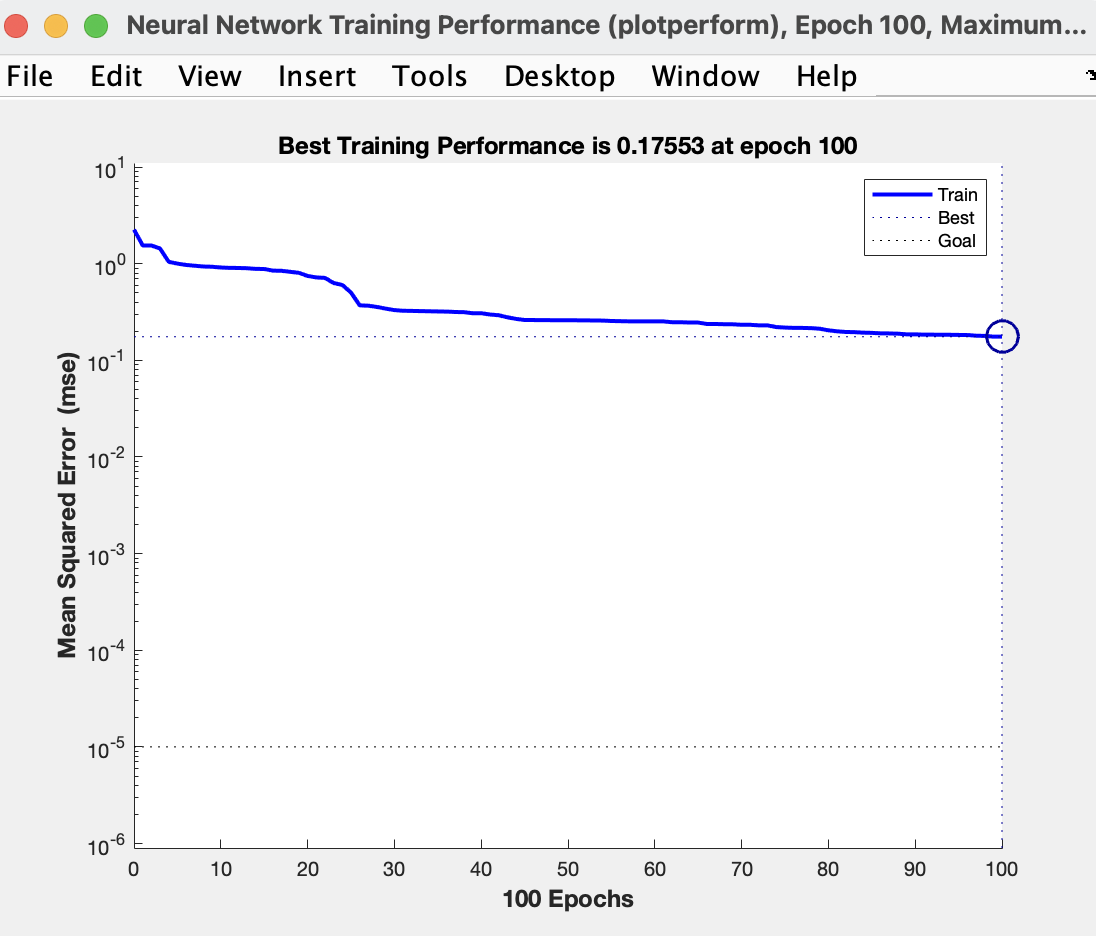 Neural Network Training Performance (plotperform), Epoch 100, Maximum...
File Edit View Insert Tools Desktop Window Help
Best Training Performance is 0.17553 at epoch 100
Train
Best
Goal
10^1
10^0
10^-1
10^-2
10^-3
10^-4
10^-5
10^-6
Mean Squared Error (mse)
0 10 20 30 40 50 60 70 80 90 100
100 Epochs